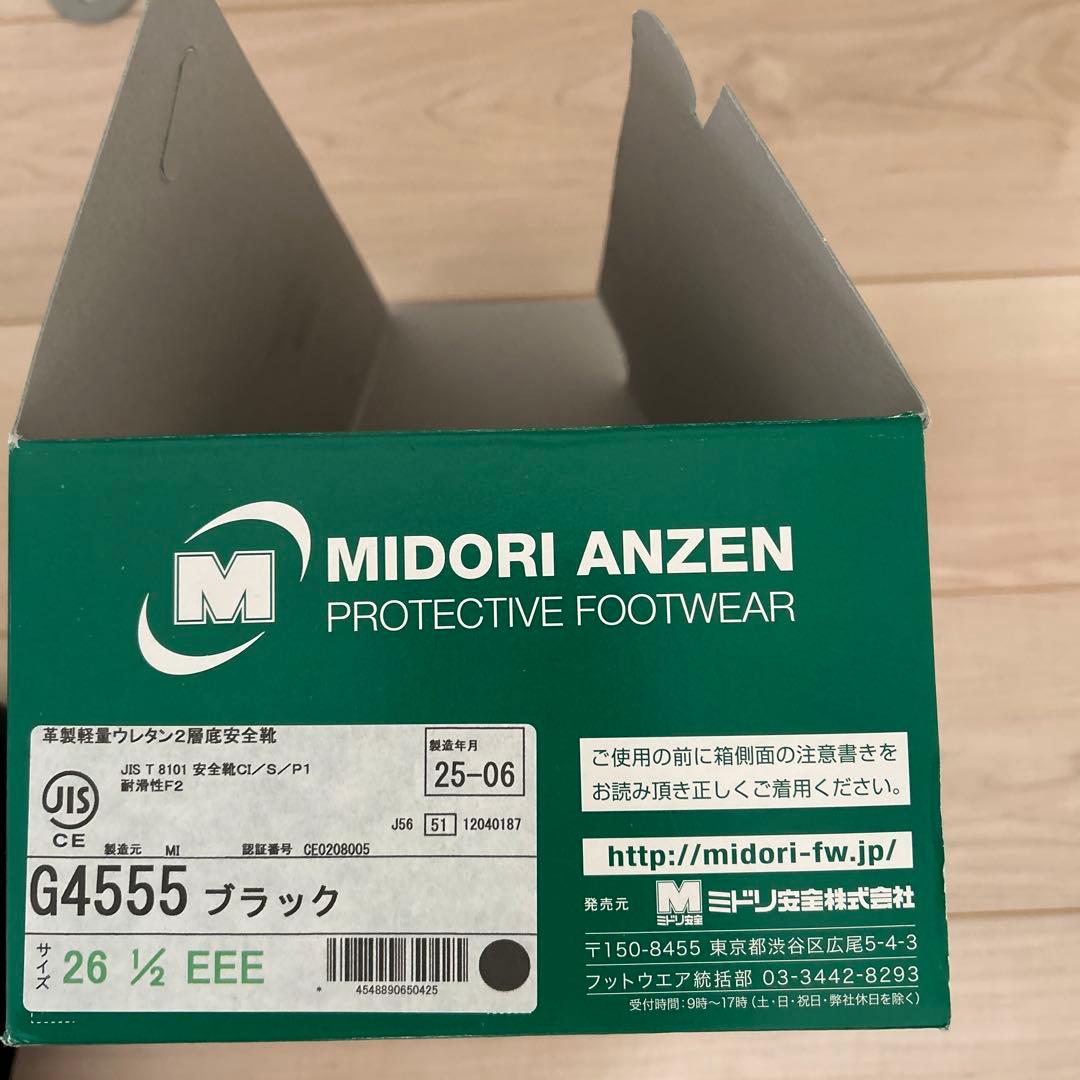 M
MIDORI ANZEN
PROTECTIVE FOOTWEAR
革製軽量ウレタン2層底安全靴
JIS T 8101 安全靴CI/S/P1
耐滑性F2
JIS
CE
製造年月
25-06
J56 51 12040187
製造元 MI 認証番号 CE0208005
G4555 ブラック
サイズ
26 ½ EEE
* 4548890650425
ご使用の前に箱側面の注意書きを
お読み頂き正しくご着用ください。
http://midori-fw.jp/
発売元 M ミドリ安全 ミドリ安全株式会社
〒150-8455 東京都渋谷区広尾5-4-3
フットウエア統括部 03-3442-8293
受付時間:9時~17時(土・日・祝日・弊社休日を除く)